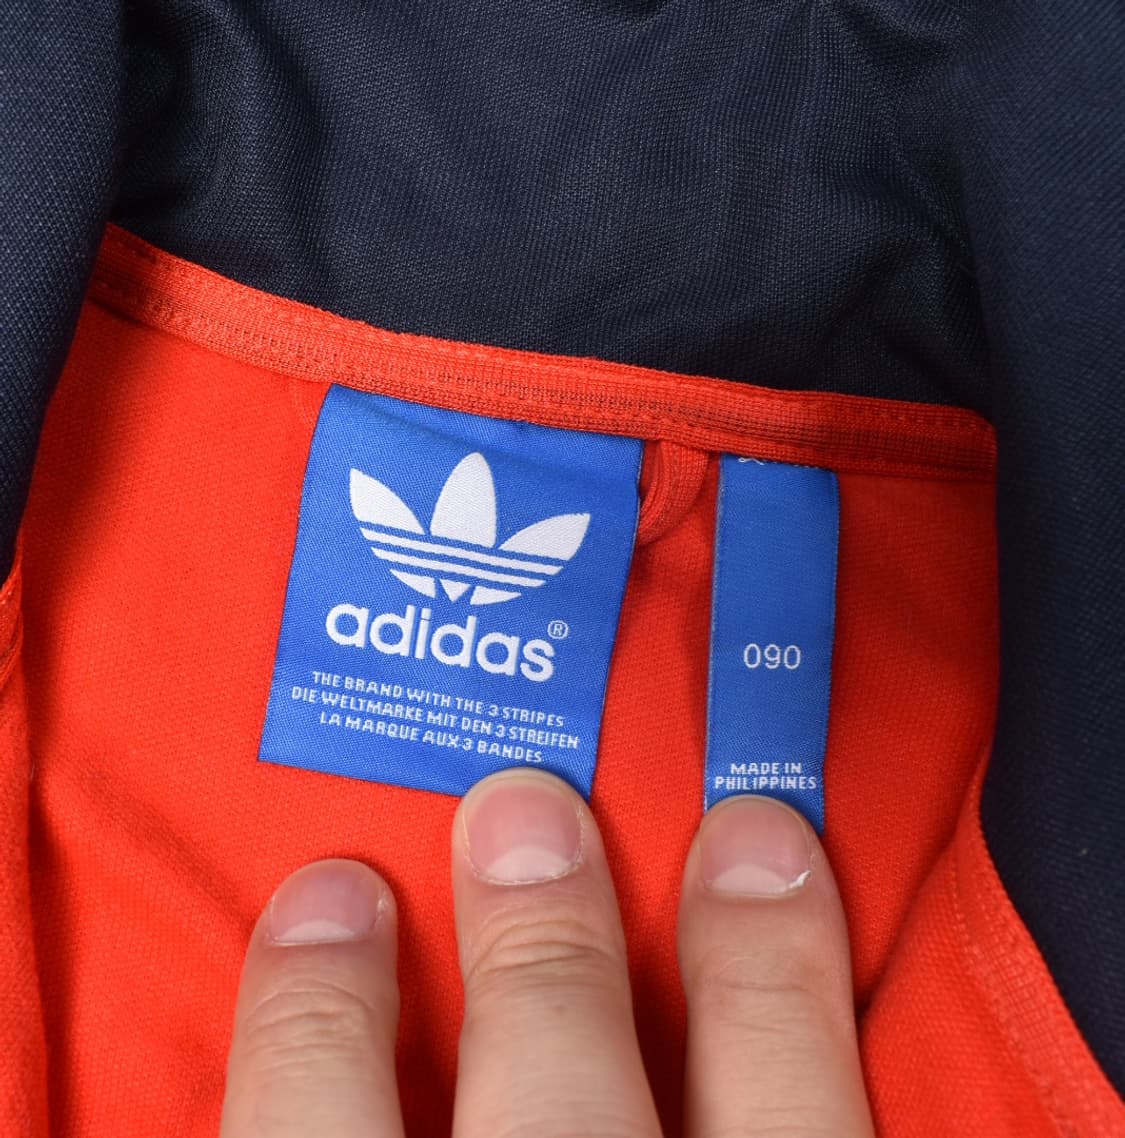 adidas®
THE BRAND WITH THE 3 STRIPES
DIE WELTMARKE MIT DEN 3 STREIFEN
LA MARQUE AUX 3 BANDES
090
MADE IN
PHILIPPINES